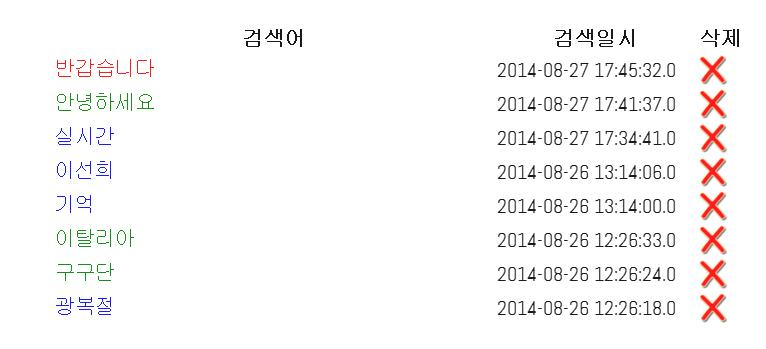 검색어 검색일시 삭제
반갑습니다 2014-08-27 17:45:32.0
안녕하세요 2014-08-27 17:41:37.0
실시간 2014-08-27 17:34:41.0
이선희 2014-08-26 13:14:06.0
기억 2014-08-26 13:14:00.0
이탈리아 2014-08-26 12:26:33.0
구구단 2014-08-26 12:26:24.0
광복절 2014-08-26 12:26:18.0